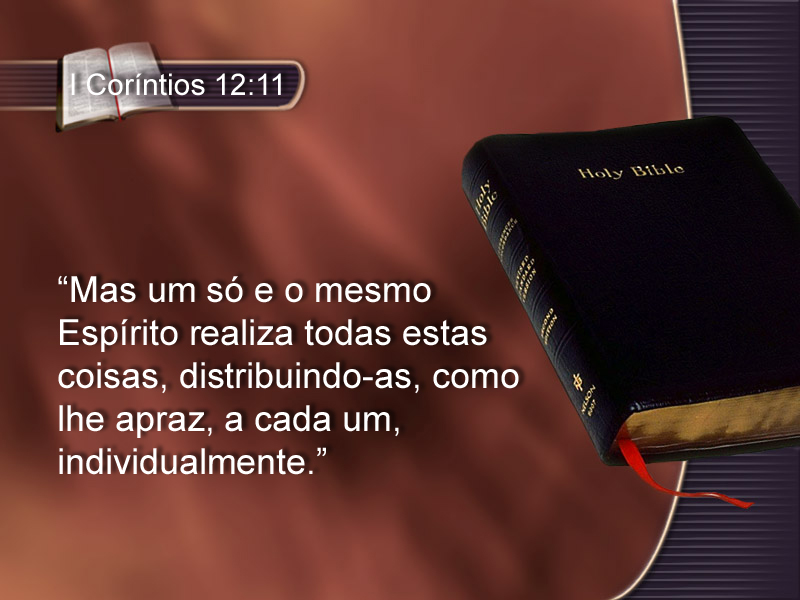 I Coríntios 12:11
Holy Bible
Holy
Bible
“Mas um só e o mesmo
Espírito realiza todas estas
coisas, distribuindo-as, como
lhe apraz, a cada um,
individualmente.”
NELSON